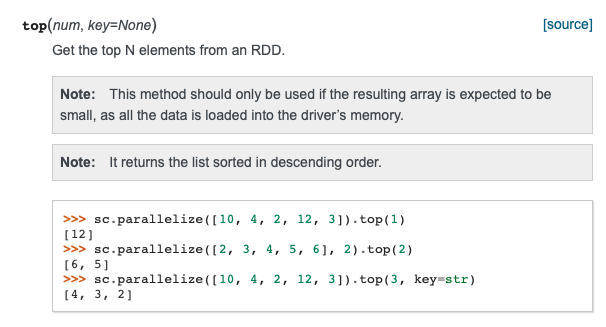 top(num, key=None) [source]
Get the top N elements from an RDD.
Note: This method should only be used if the resulting array is expected to be
small, as all the data is loaded into the driver’s memory.
Note: It returns the list sorted in descending order.
>>> sc.parallelize([10, 4, 2, 12, 3]).top(1)
[12]
>>> sc.parallelize([2, 3, 4, 5, 6], 2).top(2)
[6, 5]
>>> sc.parallelize([10, 4, 2, 12, 3]).top(3, key=str)
[4, 3, 2]